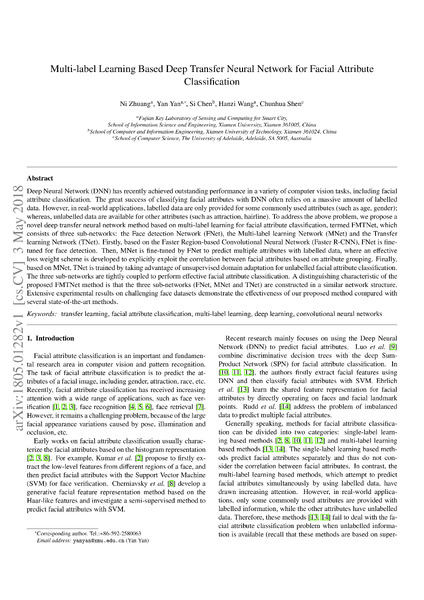 Multi-label Learning Based Deep Transfer Neural Network for Facial Attribute
Classification
Ni Zhuangᵃ, Yan Yanᵃ,*, Si Chenᵇ, Hanzi Wangᵃ, Chunhua Shenᶜ
ᵃFujian Key Laboratory of Sensing and Computing for Smart City,
School of Information Science and Engineering, Xiamen University, Xiamen 361005, China
ᵇSchool of Computer and Information Engineering, Xiamen University of Technology, Xiamen 361024, China
ᶜSchool of Computer Science, The University of Adelaide, Adelaide, SA 5005, Australia
Abstract
Deep Neural Network (DNN) has recently achieved outstanding performance in a variety of computer vision tasks, including facial
attribute classification. The great success of classifying facial attributes with DNN often relies on a massive amount of labelled
data. However, in real-world applications, labelled data are only provided for some commonly used attributes (such as age, gender);
whereas, unlabelled data are available for other attributes (such as attraction, hairline). To address the above problem, we propose a
novel deep transfer neural network method based on multi-label learning for facial attribute classification, termed FMTNet, which
consists of three sub-networks: the Face detection Network (FNet), the Multi-label learning Network (MNet) and the Transfer
learning Network (TNet). Firstly, based on the Faster Region-based Convolutional Neural Network (Faster R-CNN), FNet is fine-
tuned for face detection. Then, MNet is fine-tuned by FNet to predict multiple attributes with labelled data, where an effective
loss weight scheme is developed to explicitly exploit the correlation between facial attributes based on attribute grouping. Finally,
based on MNet, TNet is trained by taking advantage of unsupervised domain adaptation for unlabelled facial attribute classification.
The three sub-networks are tightly coupled to perform effective facial attribute classification. A distinguishing characteristic of the
proposed FMTNet method is that the three sub-networks (FNet, MNet and TNet) are constructed in a similar network structure.
Extensive experimental results on challenging face datasets demonstrate the effectiveness of our proposed method compared with
several state-of-the-art methods.
Keywords: transfer learning, facial attribute classification, multi-label learning, deep learning, convolutional neural networks
1. Introduction
Facial attribute classification is an important and fundamen-
tal research area in computer vision and pattern recognition.
The task of facial attribute classification is to predict the at-
tributes of a facial image, including gender, attraction, race, etc.
Recently, facial attribute classification has received increasing
attention with a wide range of applications, such as face ver-
ification [1, 2, 3], face recognition [4, 5, 6], face retrieval [7].
However, it remains a challenging problem, because of the large
facial appearance variations caused by pose, illumination and
occlusion, etc.
Early works on facial attribute classification usually charac-
terize the facial attributes based on the histogram representation
[2, 3, 8]. For example, Kumar et al. [2] propose to firstly ex-
tract the low-level features from different regions of a face, and
then predict facial attributes with the Support Vector Machine
(SVM) for face verification. Cherniavsky et al. [8] develop a
generative facial feature representation method based on the
Haar-like features and investigate a semi-supervised method to
predict facial attributes with SVM.
*Corresponding author. Tel.:+86-592-2580063
Email address: yanyan@xmu.edu.cn (Yan Yan)
Recent research mainly focuses on using the Deep Neural
Network (DNN) to predict facial attributes. Luo et al. [9]
combine discriminative decision trees with the deep Sum-
Product Network (SPN) for facial attribute classification. In
[10, 11, 12], the authors firstly extract facial features using
DNN and then classify facial attributes with SVM. Ehrlich
et al. [13] learn the shared feature representation for facial
attributes by directly operating on faces and facial landmark
points. Rudd et al. [14] address the problem of imbalanced
data to predict multiple facial attributes.
Generally speaking, methods for facial attribute classifica-
tion can be divided into two categories: single-label learn-
ing based methods [2, 8, 10, 11, 12] and multi-label learning
based methods [13, 14]. The single-label learning based meth-
ods predict facial attributes separately and thus do not con-
sider the correlation between facial attributes. In contrast, the
multi-label learning based methods, which attempt to predict
facial attributes simultaneously by using labelled data, have
drawn increasing attention. However, in real-world applica-
tions, only some commonly used attributes are provided with
labelled information, while the other attributes have unlabelled
data. Therefore, these methods [13, 14] fail to deal with the fa-
cial attribute classification problem when unlabelled information
is available (recall that these methods are based on super-
arXiv:1805.01282v1 [cs.CV] 3 May 2018